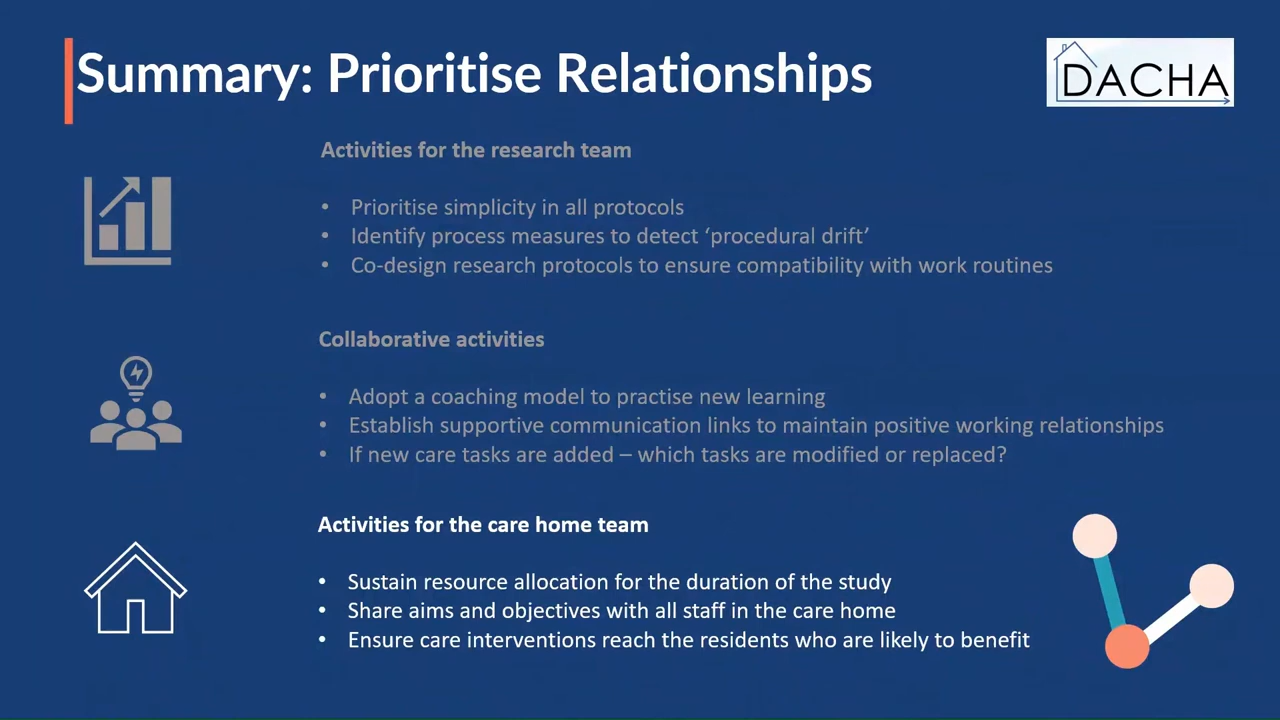 Summary: Prioritise Relationships
DACHA
Activities for the research team
• Prioritise simplicity in all protocols
• Identify process measures to detect ‘procedural drift’
• Co-design research protocols to ensure compatibility with work routines
Collaborative activities
• Adopt a coaching model to practise new learning
• Establish supportive communication links to maintain positive working relationships
• If new care tasks are added – which tasks are modified or replaced?
Activities for the care home team
• Sustain resource allocation for the duration of the study
• Share aims and objectives with all staff in the care home
• Ensure care interventions reach the residents who are likely to benefit